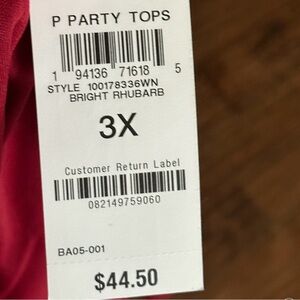 P PARTY TOPS
1 94136 71618 5
STYLE 100178336WN
BRIGHT RHUBARB
3X
Customer Return Label
082149759060
BA05-001
$44.50